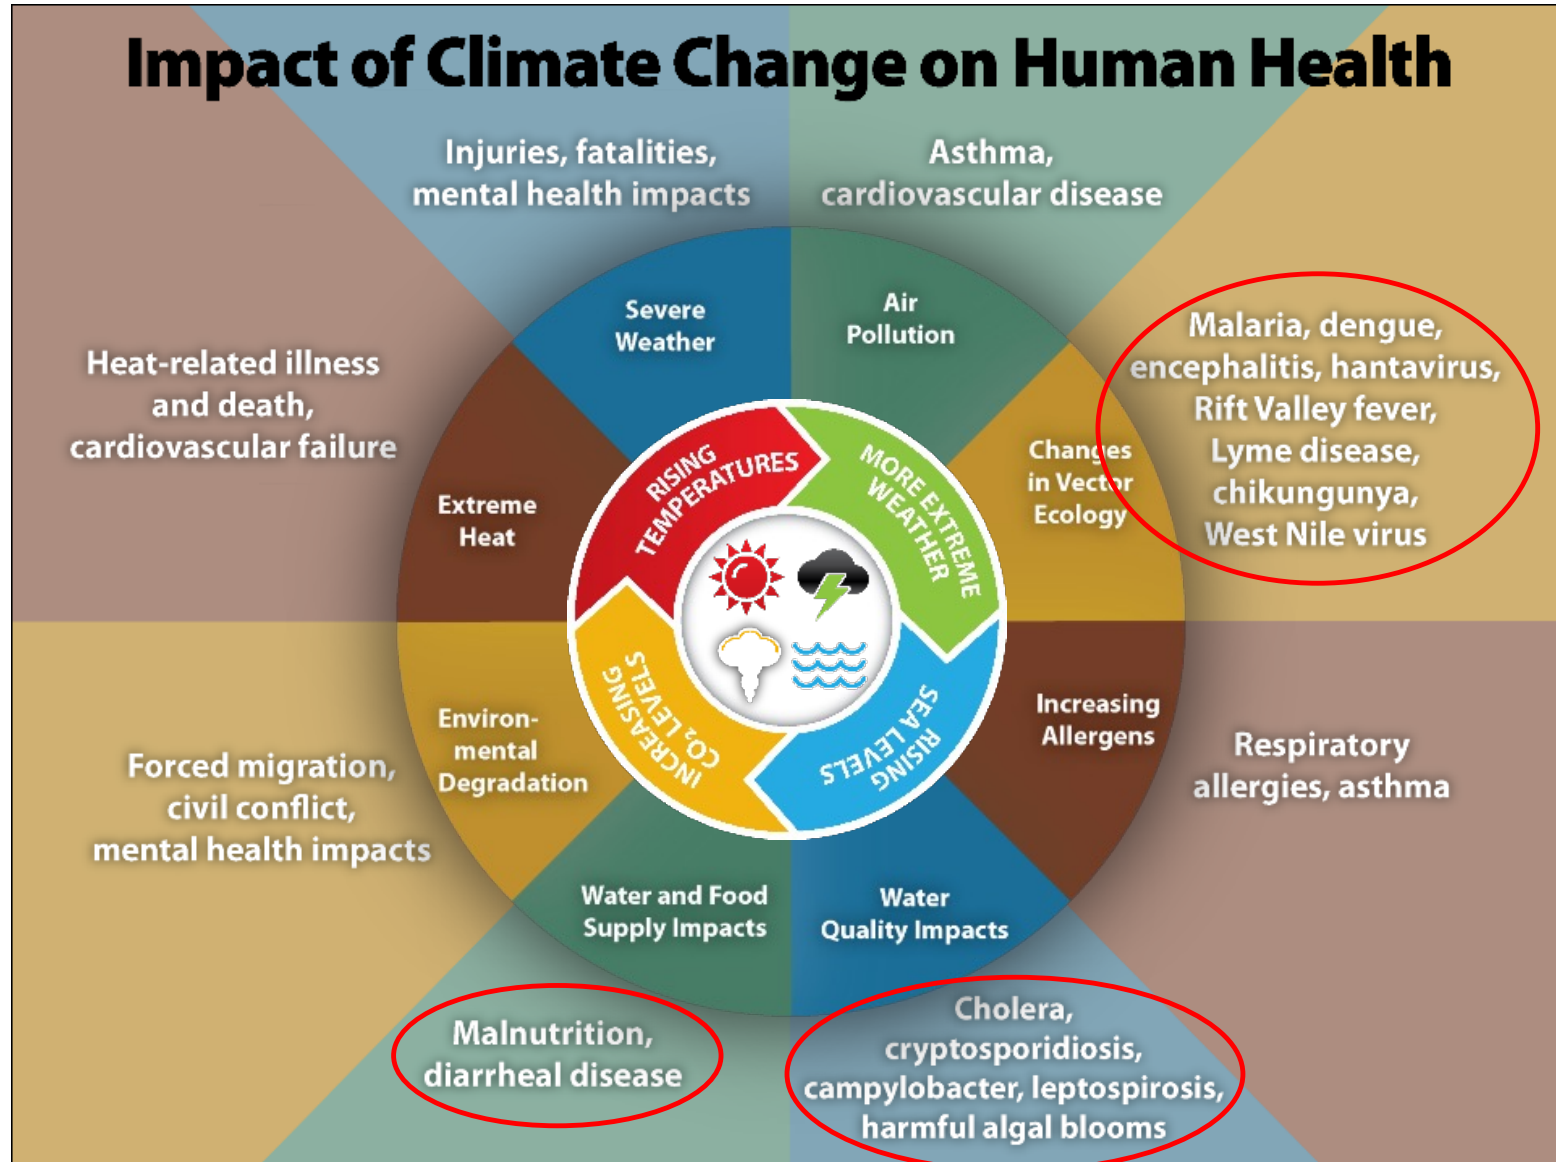 Impact of Climate Change on Human Health
Injuries, fatalities,
mental health impacts
Asthma,
cardiovascular disease
Malaria, dengue,
encephalitis, hantavirus,
Rift Valley fever,
Lyme disease,
chikungunya,
West Nile virus
Respiratory
allergies, asthma
Cholera,
cryptosporidiosis,
campylobacter, leptospirosis,
harmful algal blooms
Malnutrition,
diarrheal disease
Forced migration,
civil conflict,
mental health impacts
Heat-related illness
and death,
cardiovascular failure
Severe
Weather
Air
Pollution
Changes
in Vector
Ecology
Increasing
Allergens
Water
Quality Impacts
Water and Food
Supply Impacts
Environ-
mental
Degradation
Extreme
Heat
RISING
TEMPERATURES
MORE EXTREME
WEATHER
RISING
SEA LEVELS
INCREASING
CO₂ LEVELS